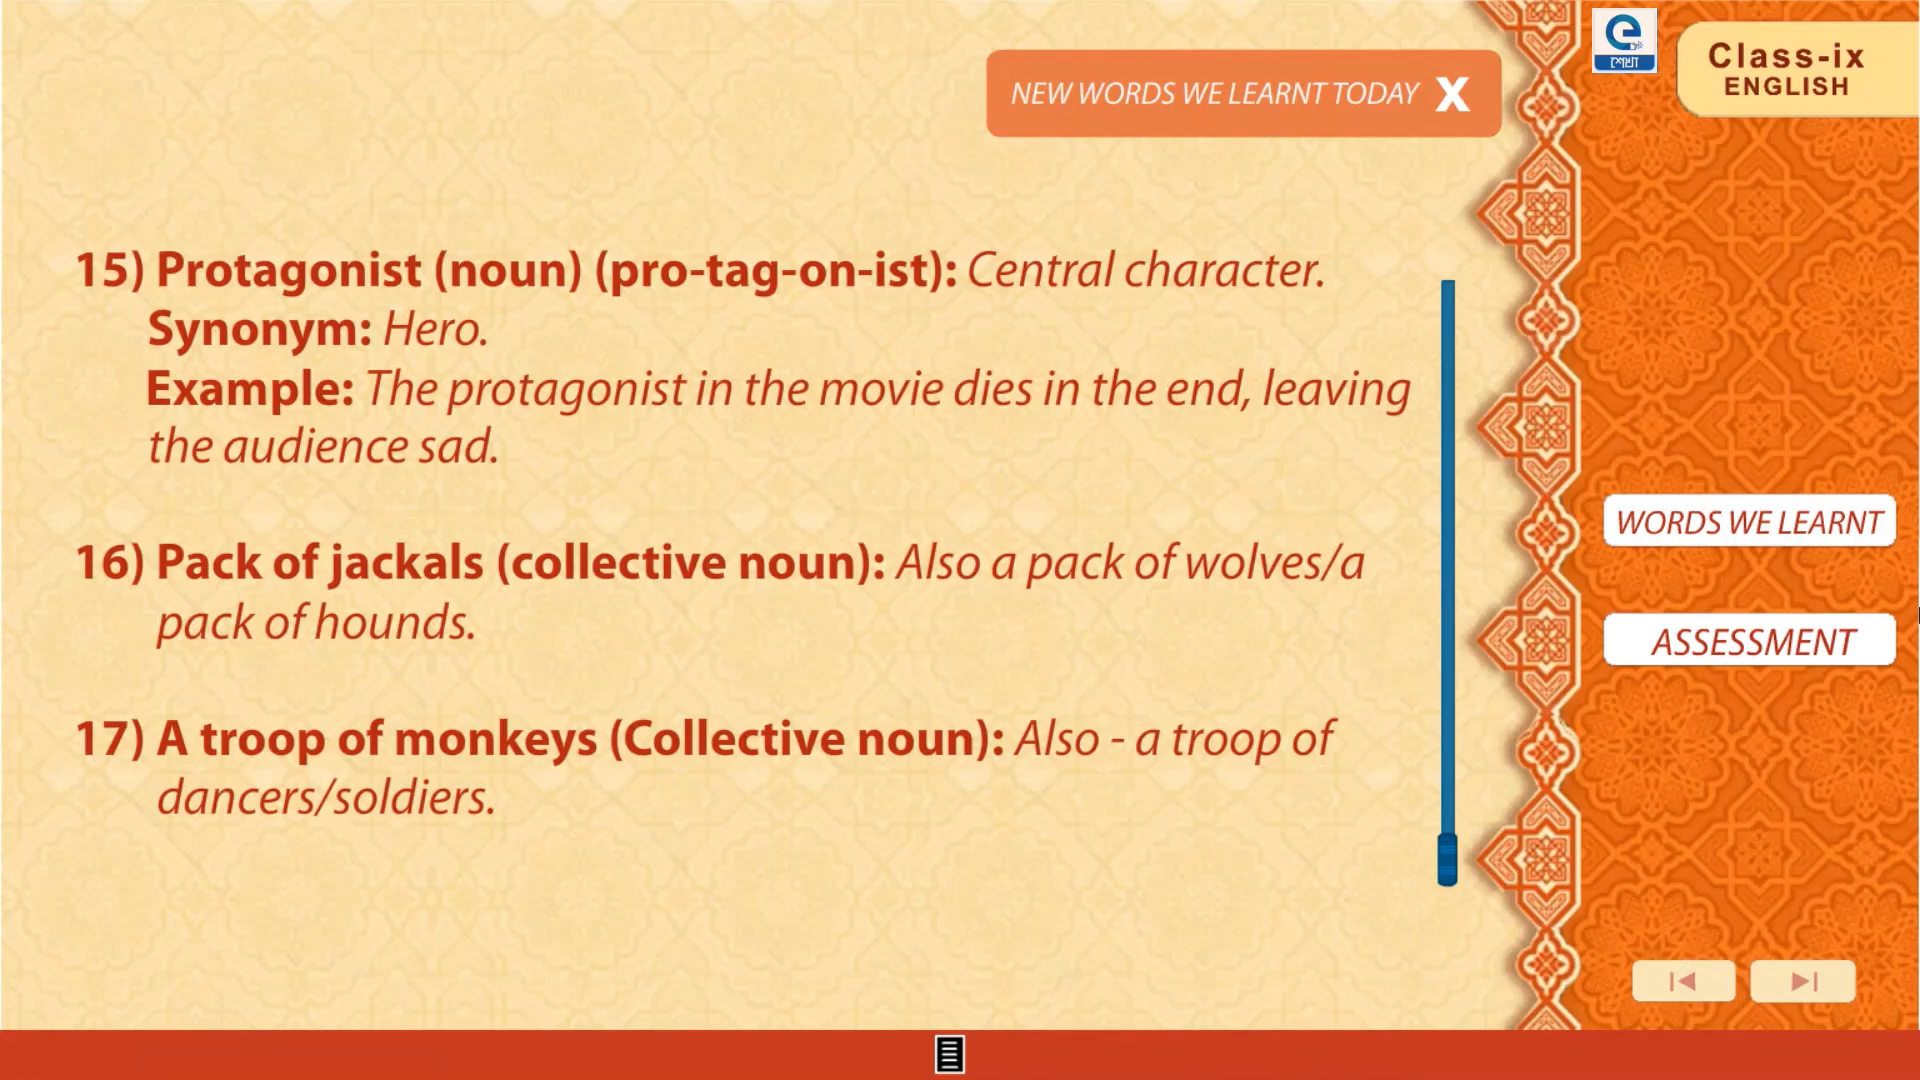 NEW WORDS WE LEARNT TODAY X
Class-ix
ENGLISH
e
শেখা
15) Protagonist (noun) (pro-tag-on-ist): Central character.
Synonym: Hero.
Example: The protagonist in the movie dies in the end, leaving
the audience sad.
16) Pack of jackals (collective noun): Also a pack of wolves/a
pack of hounds.
17) A troop of monkeys (Collective noun): Also - a troop of
dancers/soldiers.
WORDS WE LEARNT
ASSESSMENT